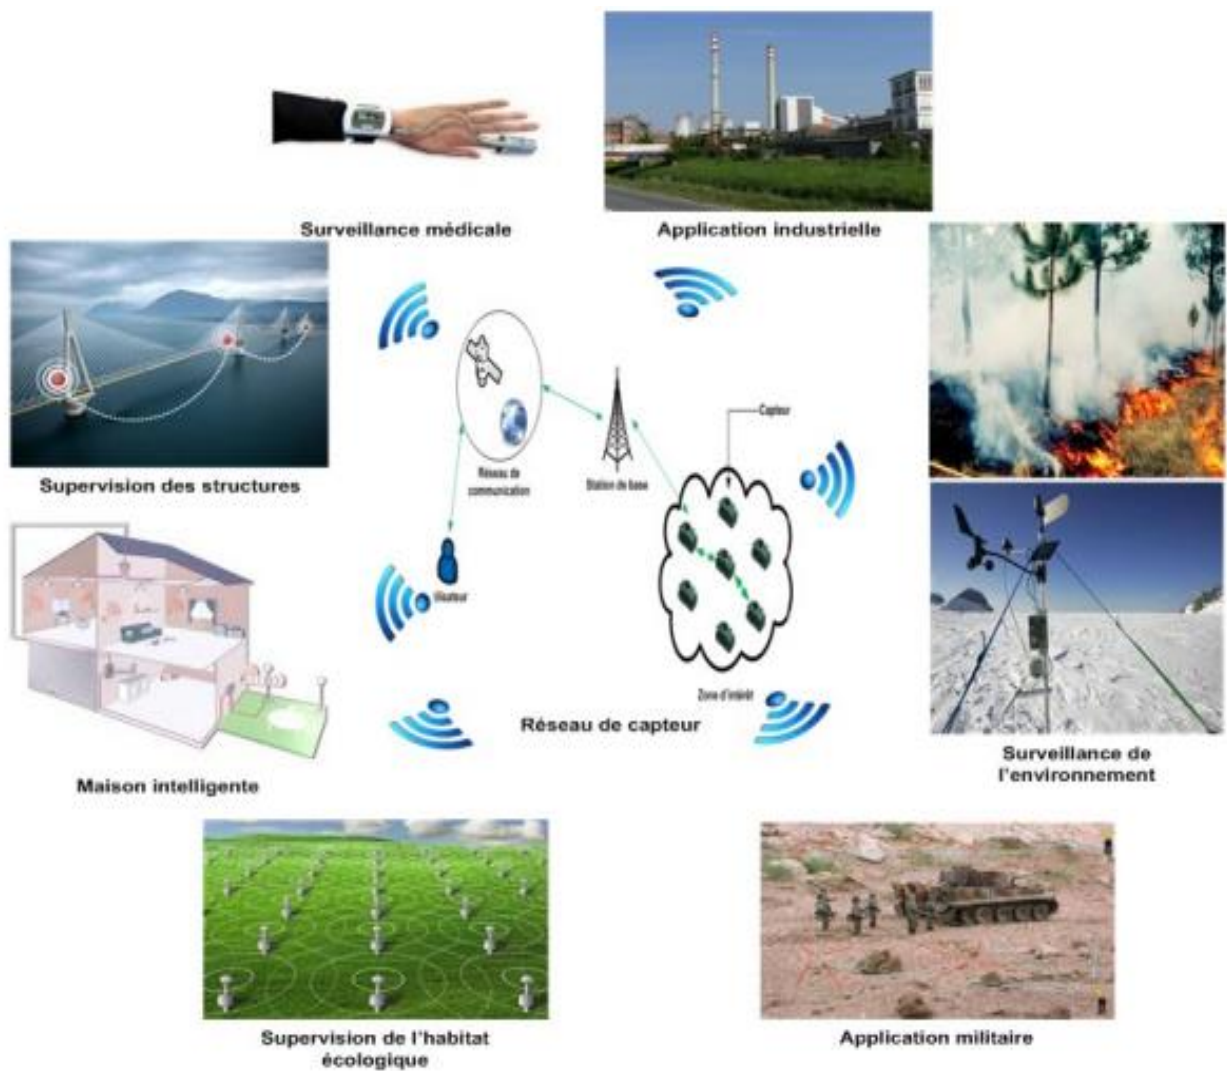 Surveillance médicale
Application industrielle
Supervision des structures
Capteur
Réseau de
communication
Station de base
tilisateur
Zone d'intérêt
Réseau de capteur
Maison intelligente
Surveillance de
l'environnement
Supervision de l'habitat
écologique
Application militaire